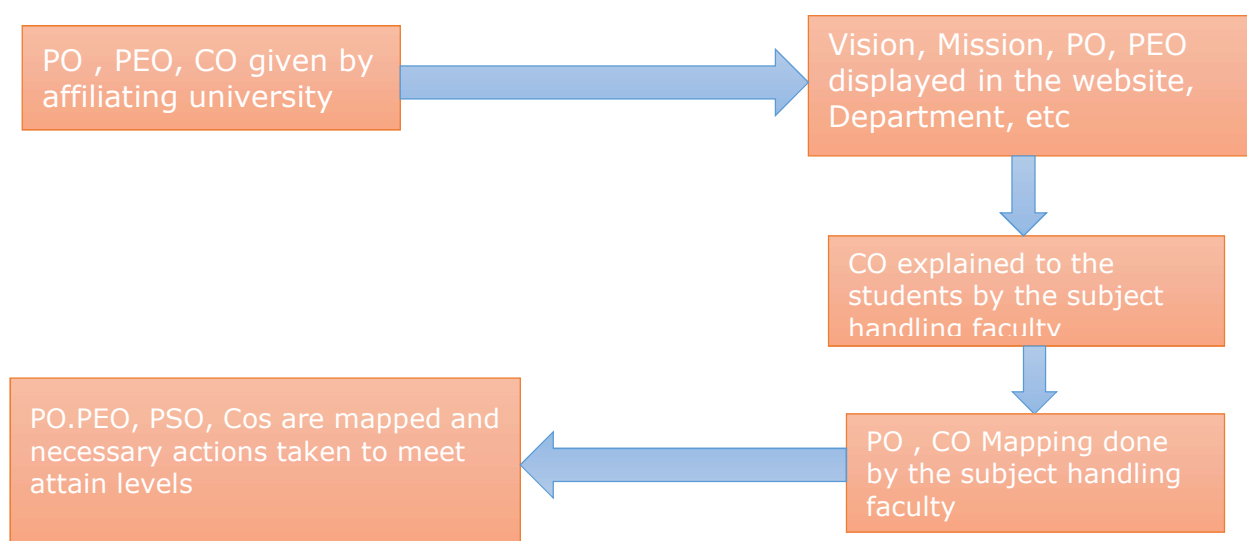 PO , PEO, CO given by
affiliating university
Vision, Mission, PO, PEO
displayed in the website,
Department, etc
CO explained to the
students by the subject
handling faculty
PO , CO Mapping done
by the subject handling
faculty
PO.PEO, PSO, Cos are mapped and
necessary actions taken to meet
attain levels